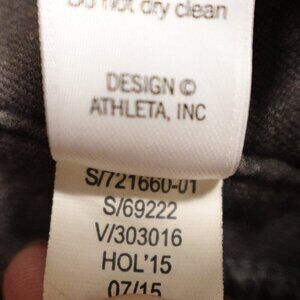 Do not dry clean
DESIGN ©
ATHLETA, INC
S/721660-01
S/69222
V/303016
HOL'15
07/15